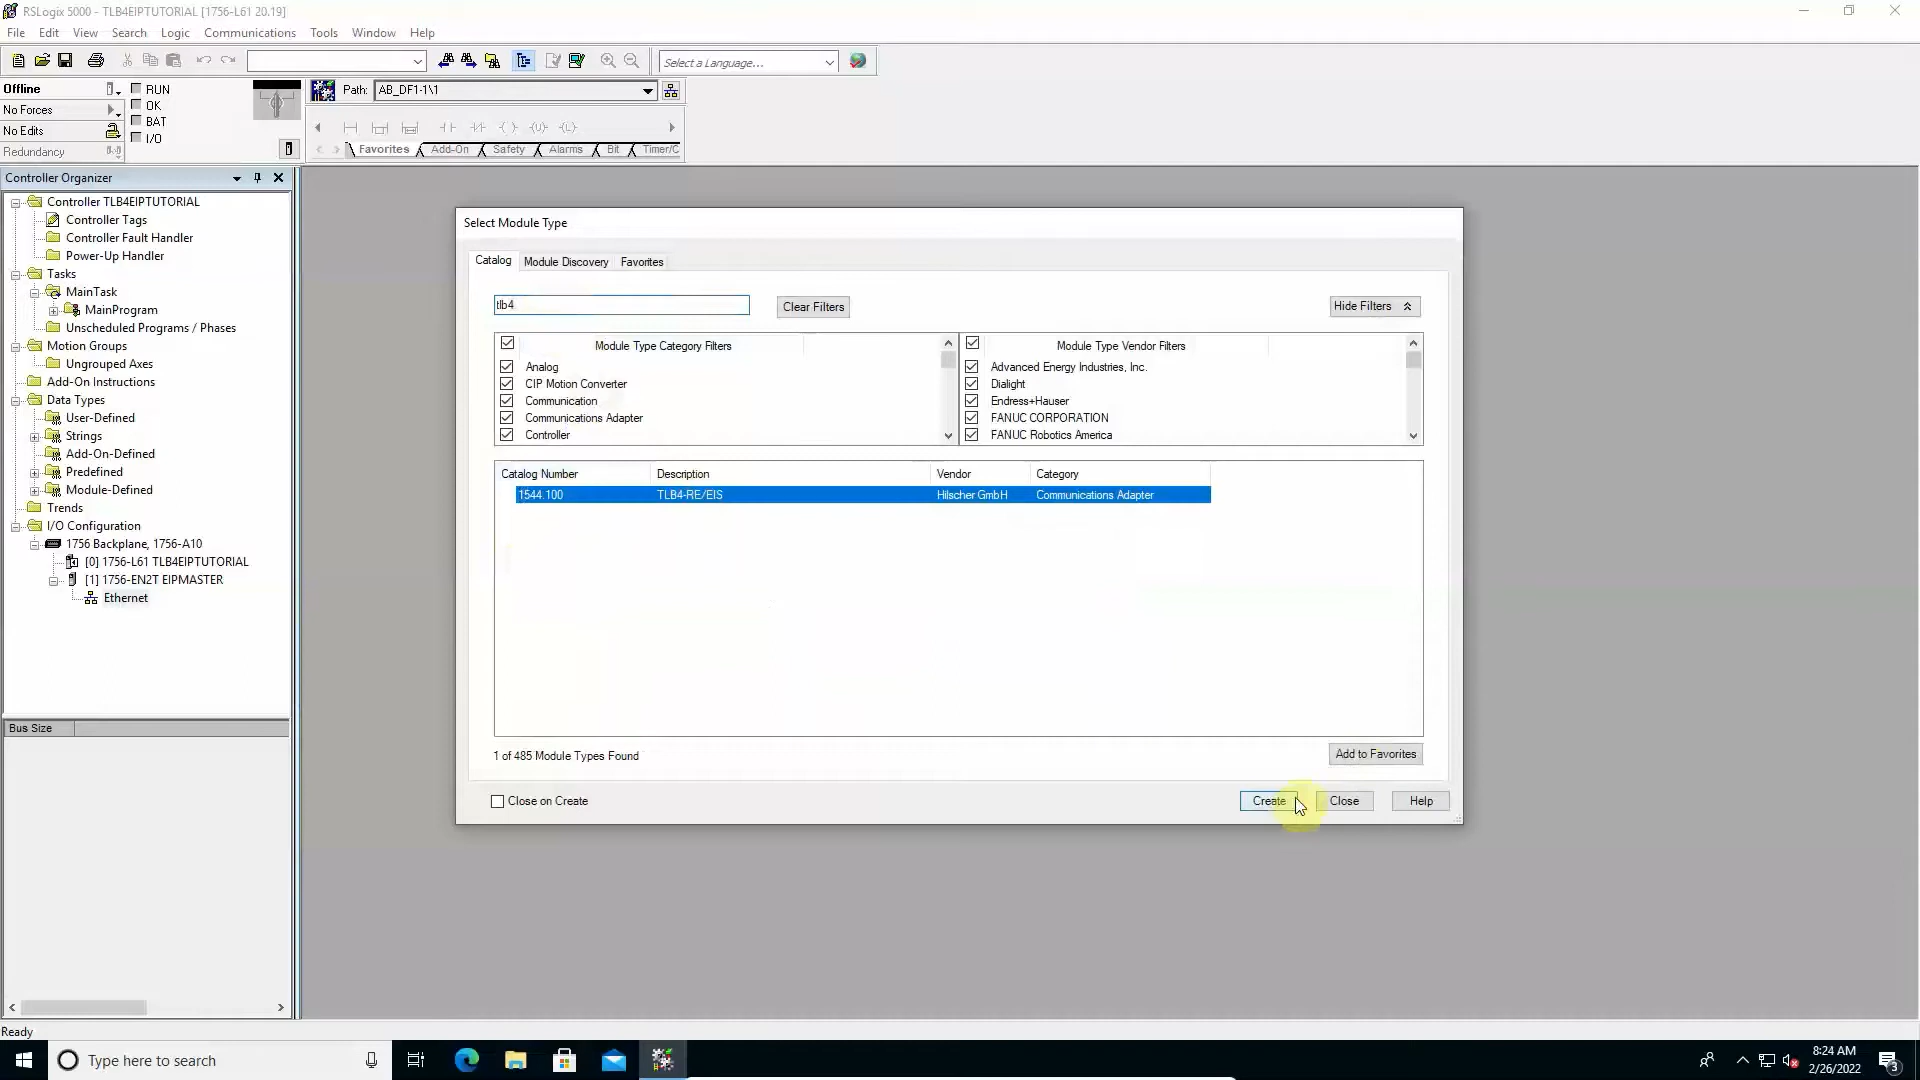 RSLogix 5000 - TLB4EIPTUTORIAL [1756-L61 20.19]
File Edit View Search Logic Communications Tools Window Help
Select a Language...
Offline
RUN
Path: AB_DF1-1\1
No Forces
OK
No Edits
BAT
Redundancy
I/O
Favorites Add-On Safety Alarms Bit Timer/C
Controller Organizer
Controller TLB4EIPTUTORIAL
Controller Tags
Controller Fault Handler
Power-Up Handler
Tasks
MainTask
MainProgram
Unscheduled Programs / Phases
Motion Groups
Ungrouped Axes
Add-On Instructions
Data Types
User-Defined
Strings
Add-On-Defined
Predefined
Module-Defined
Trends
I/O Configuration
1756 Backplane, 1756-A10
[0] 1756-L61 TLB4EIPTUTORIAL
[1] 1756-EN2T EIPMASTER
Ethernet
Bus Size
Select Module Type
Catalog Module Discovery Favorites
tlb4
Clear Filters
Hide Filters
Module Type Category Filters
Analog
CIP Motion Converter
Communication
Communications Adapter
Controller
Module Type Vendor Filters
Advanced Energy Industries, Inc.
Dialight
Endress+Hauser
FANUC CORPORATION
FANUC Robotics America
Catalog Number Description Vendor Category
1544.100 TLB4-RE/EIS Hilscher GmbH Communications Adapter
1 of 485 Module Types Found
Add to Favorites
Close on Create
Create Close Help
Ready
Type here to search
8:24 AM
2/26/2022
3